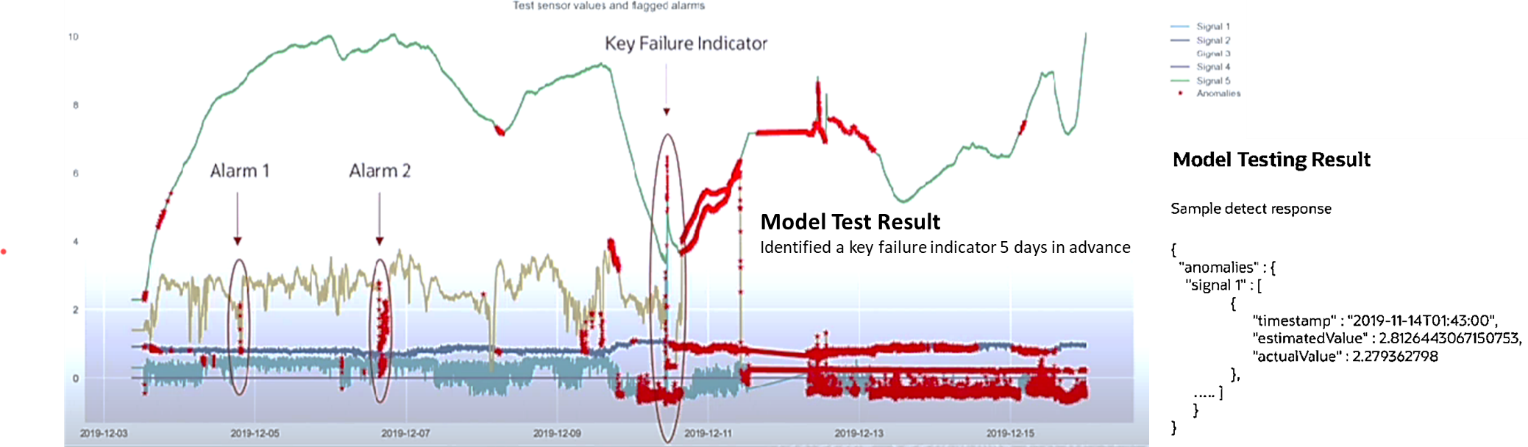 Test sensor values and flagged alarms
10
8
6
4
2
0
Key Failure Indicator
Alarm 1
Alarm 2
Model Test Result
Identified a key failure indicator 5 days in advance
2019-12-03
2019-12-05
2019-12-07
2019-12-09
2019-12-11
2019-12-13
2019-12-15
Signal 1
Signal 2
Signal 3
Signal 4
Signal 5
Anomalies
Model Testing Result
Sample detect response
{
"anomalies" : {
"signal 1" : [
{
"timestamp" : "2019-11-14T01:43:00",
"estimatedValue" : 2.8126443067150753,
"actualValue" : 2.279362798
},
..... ]
}
}